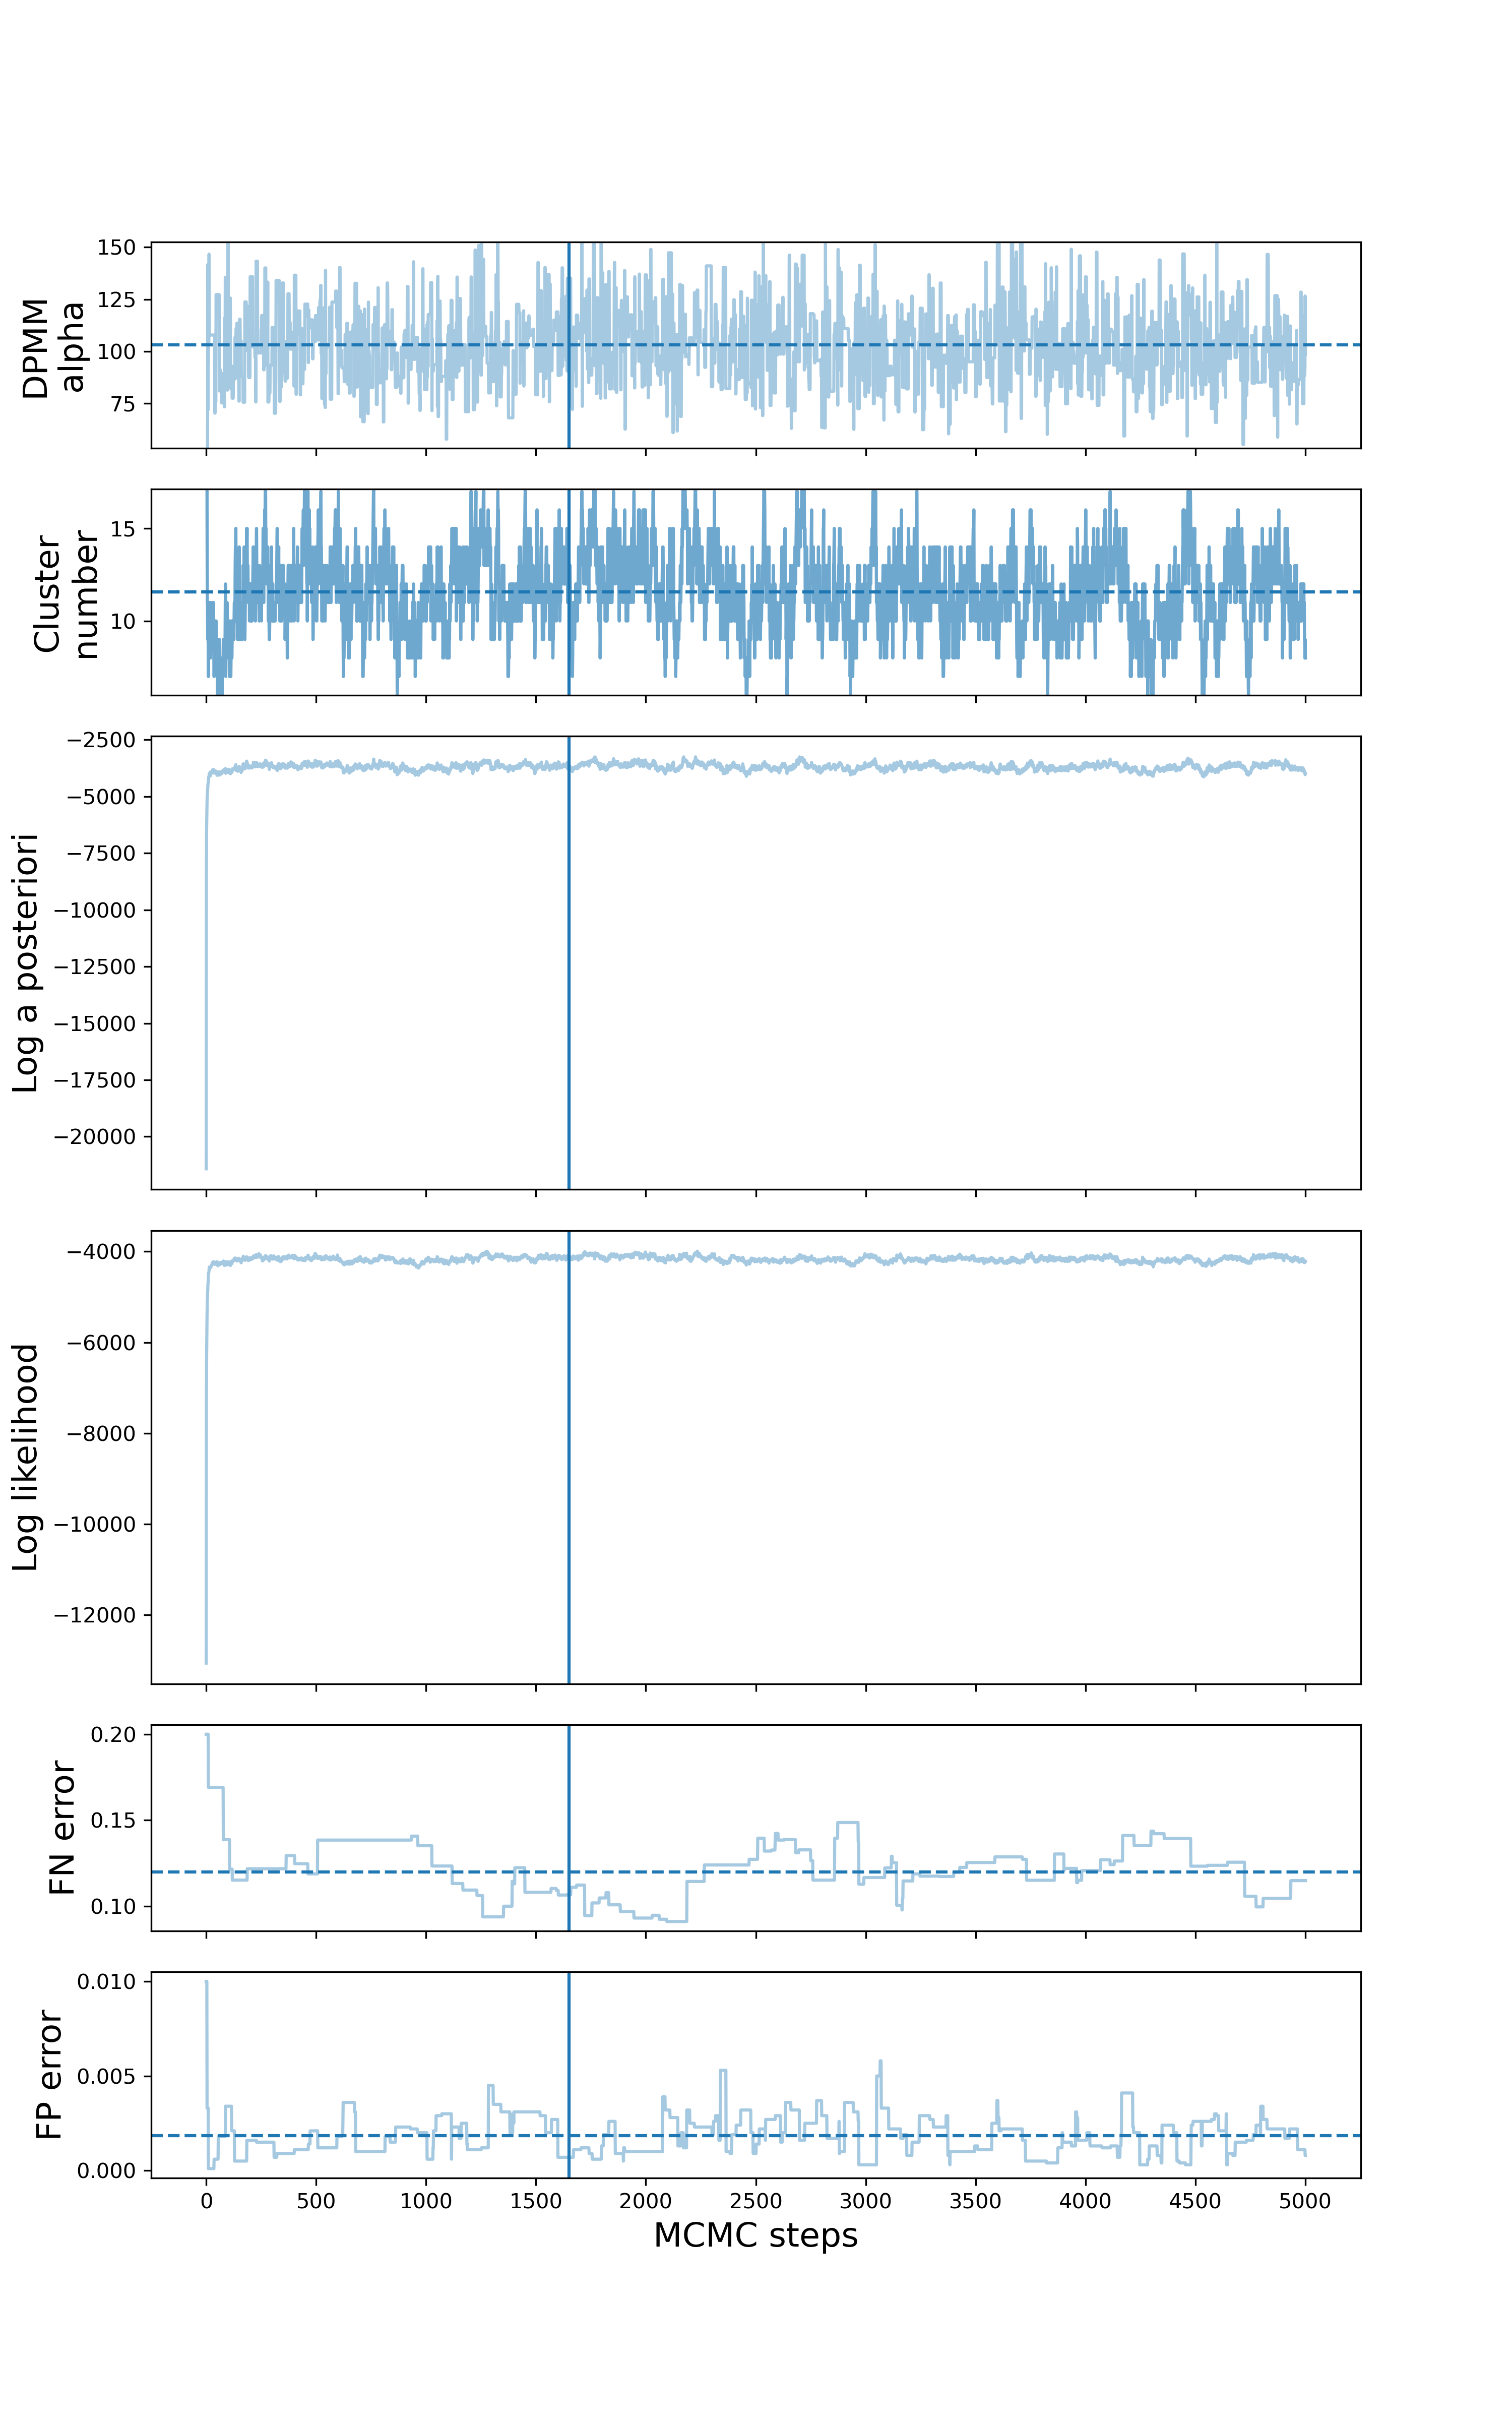 DPMM
alpha
150
125
100
75
Cluster
number
15
10
Log a posteriori
−2500
−5000
−7500
−10000
−12500
−15000
−17500
−20000
Log likelihood
−4000
−6000
−8000
−10000
−12000
FN error
0.20
0.15
0.10
FP error
0.010
0.005
0.000
0 500 1000 1500 2000 2500 3000 3500 4000 4500 5000
MCMC steps